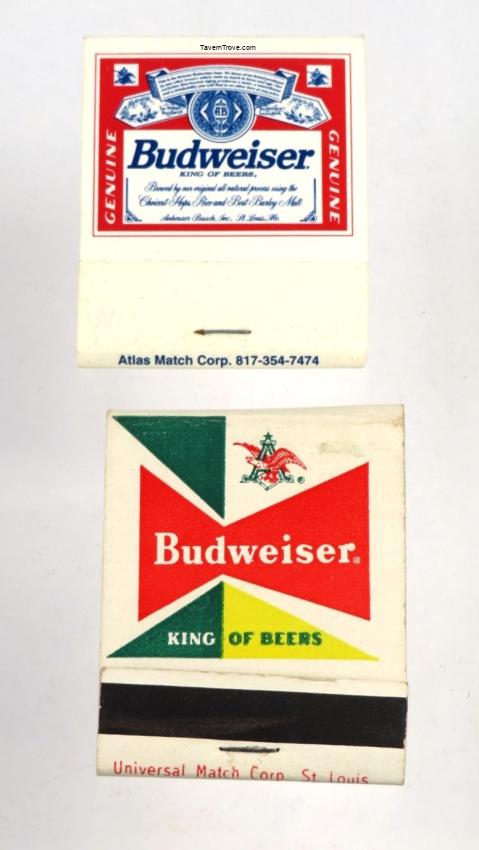 TavernTrove.com
GENUINE
GENUINE
AB
Budweiser®
KING OF BEERS®
Brewed by our original all natural process using the
Choicest Hops, Rice and Best Barley Malt
Anheuser-Busch, Inc., St. Louis, Mo.
Atlas Match Corp. 817-354-7474
A®
Budweiser®
KING OF BEERS
Universal Match Corp. St. Louis